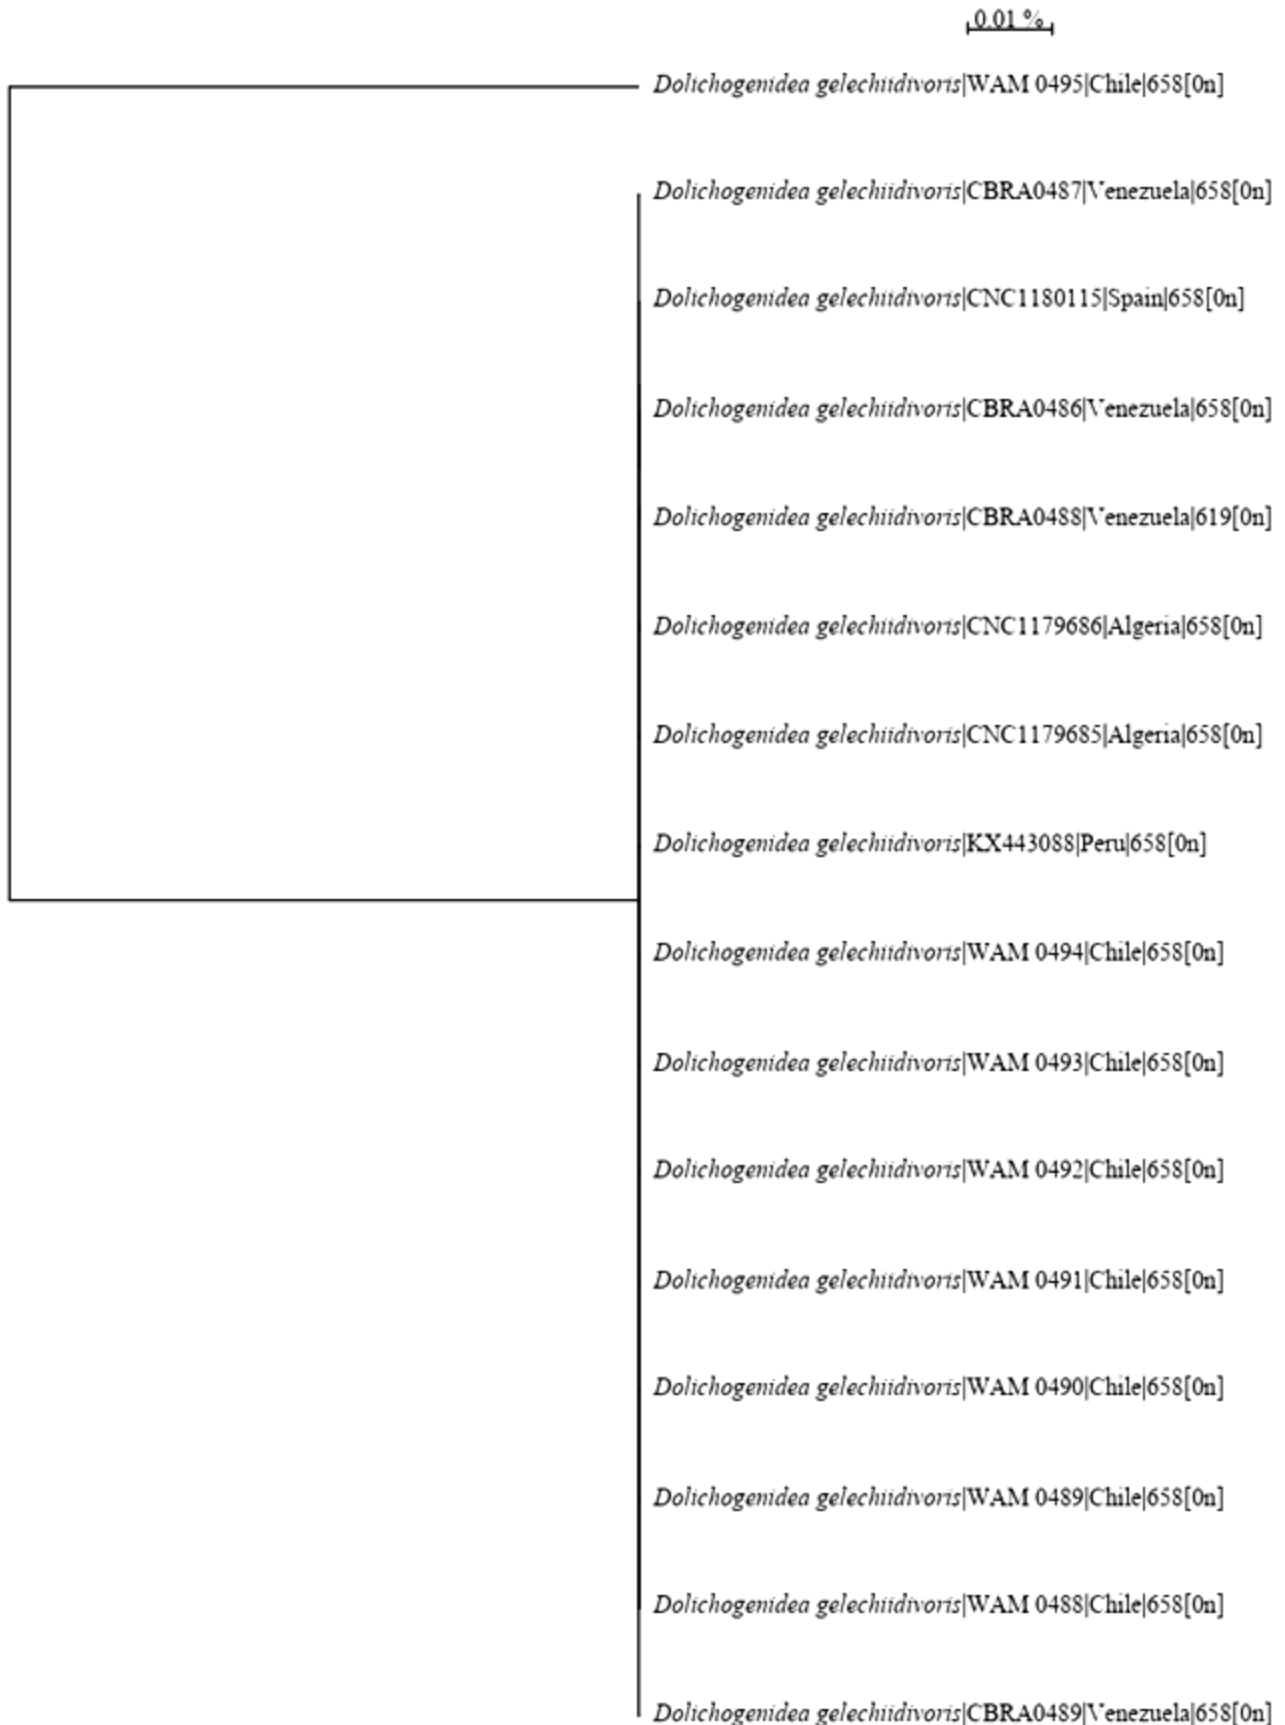 0.01 %
Dolichogenidea gelechiidivoris|WAM 0495|Chile|658[0n]
Dolichogenidea gelechiidivoris|CBRA0487|Venezuela|658[0n]
Dolichogenidea gelechiidivoris|CNC1180115|Spain|658[0n]
Dolichogenidea gelechiidivoris|CBRA0486|Venezuela|658[0n]
Dolichogenidea gelechiidivoris|CBRA0488|Venezuela|619[0n]
Dolichogenidea gelechiidivoris|CNC1179686|Algeria|658[0n]
Dolichogenidea gelechiidivoris|CNC1179685|Algeria|658[0n]
Dolichogenidea gelechiidivoris|KX443088|Peru|658[0n]
Dolichogenidea gelechiidivoris|WAM 0494|Chile|658[0n]
Dolichogenidea gelechiidivoris|WAM 0493|Chile|658[0n]
Dolichogenidea gelechiidivoris|WAM 0492|Chile|658[0n]
Dolichogenidea gelechiidivoris|WAM 0491|Chile|658[0n]
Dolichogenidea gelechiidivoris|WAM 0490|Chile|658[0n]
Dolichogenidea gelechiidivoris|WAM 0489|Chile|658[0n]
Dolichogenidea gelechiidivoris|WAM 0488|Chile|658[0n]
Dolichogenidea gelechiidivoris|CBRA0489|Venezuela|658[0n]